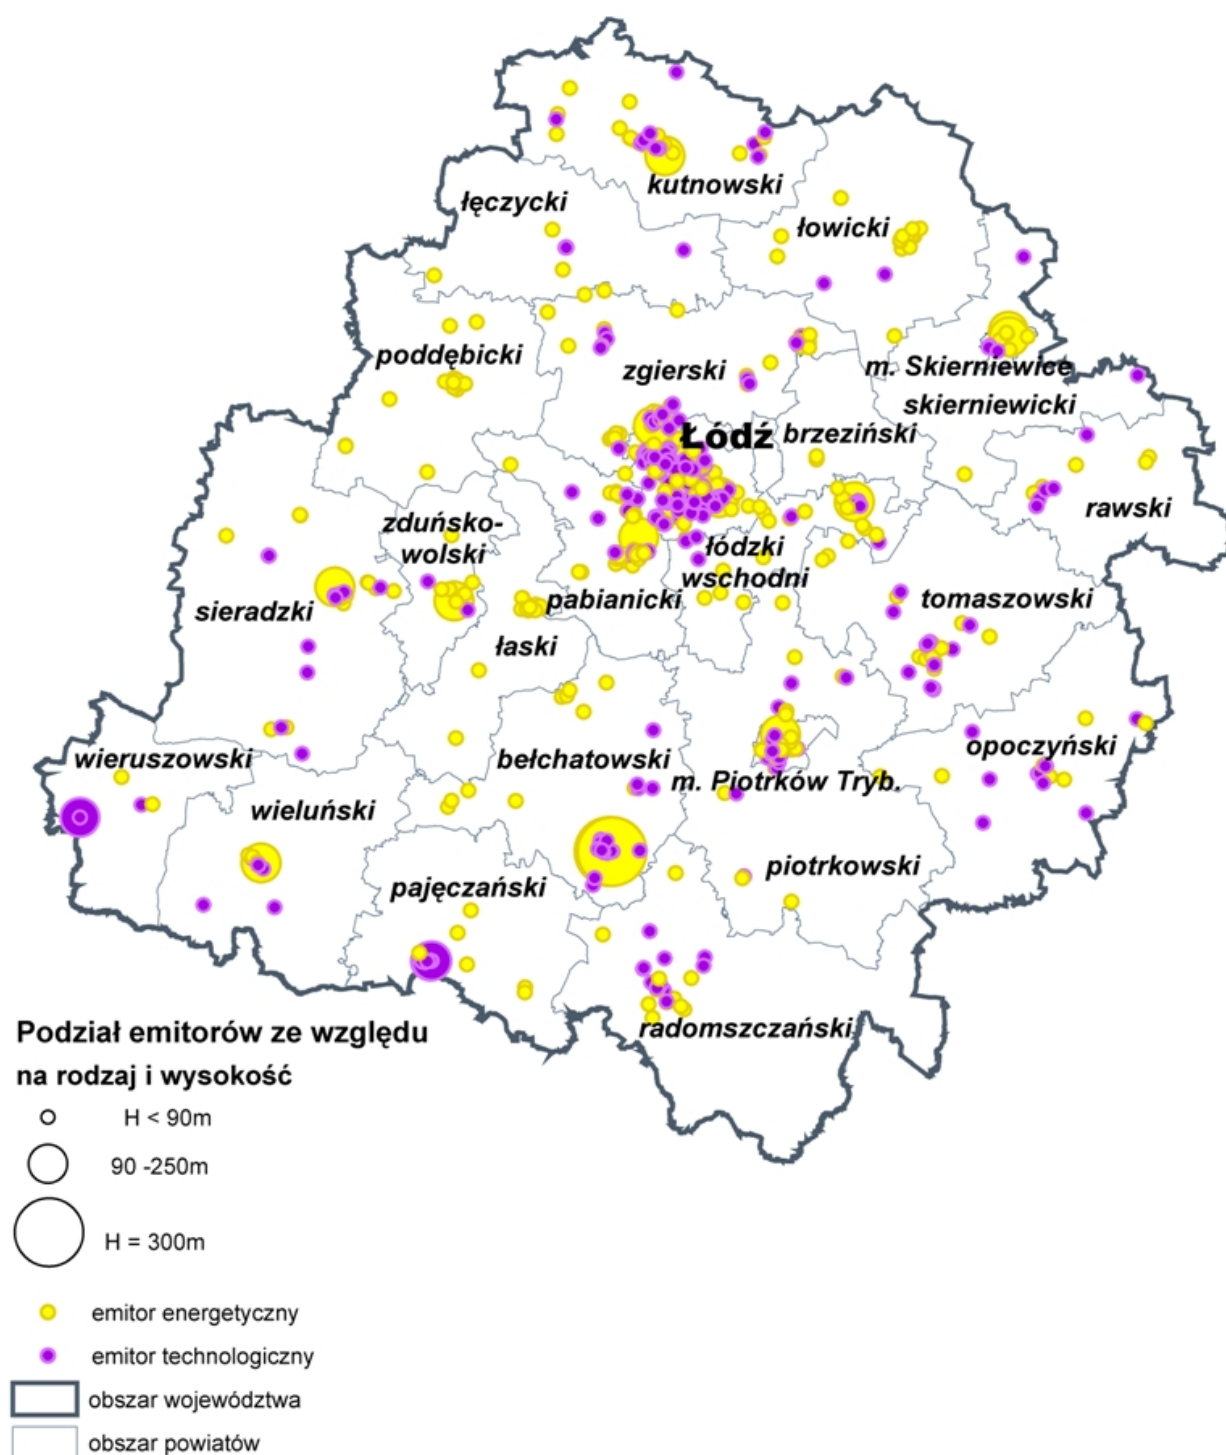 kutnowski
łęczycki
łowicki
poddębicki
zgierski
m. Skierniewice
skierniewicki
Łódź
brzeziński
rawski
zduńsko-
wolski
łódzki
wschodni
sieradzki
pabianicki
tomaszowski
łaski
wieruszowski
bełchatowski
opoczyński
m. Piotrków Tryb.
wieluński
piotrkowski
pajęczański
radomszczański
Podział emitorów ze względu
na rodzaj i wysokość
H < 90m
90 -250m
H = 300m
emitor energetyczny
emitor technologiczny
obszar województwa
obszar powiatów